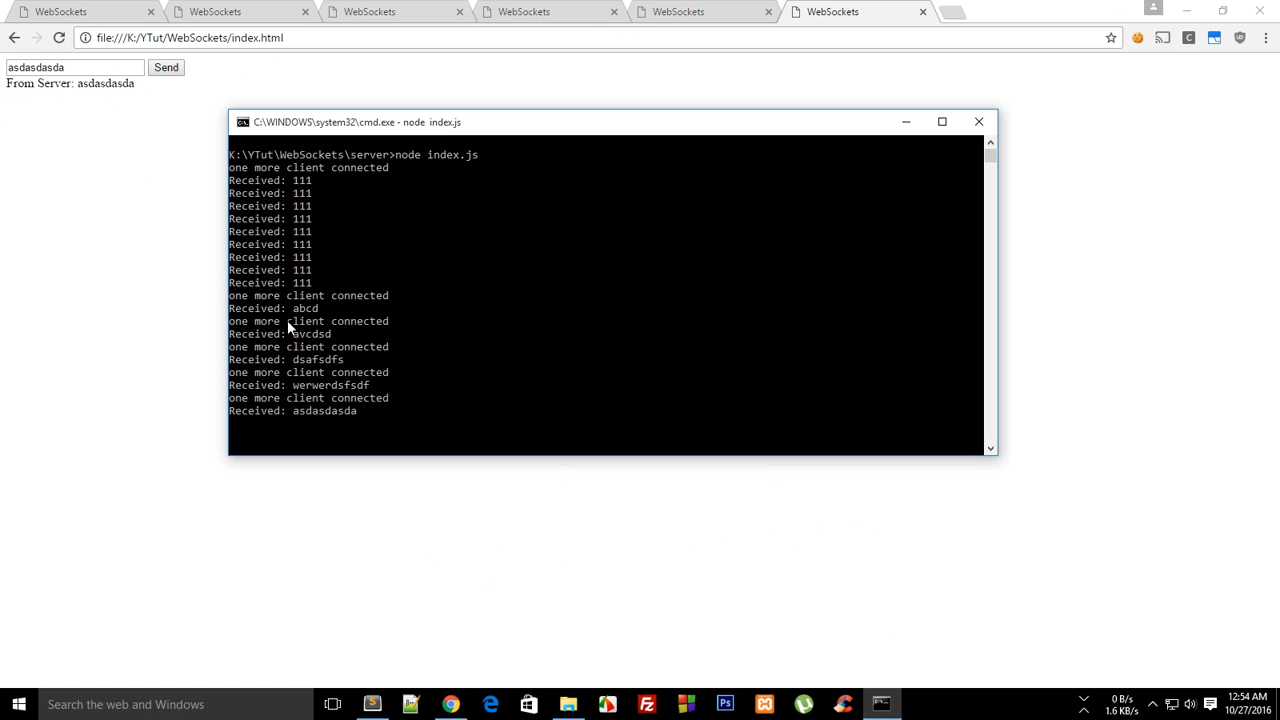 WebSockets WebSockets WebSockets WebSockets WebSockets WebSockets
file:///K:/YTut/WebSockets/index.html
asdasdasda Send
From Server: asdasdasda
C:\WINDOWS\system32\cmd.exe - node index.js
K:\YTut\WebSockets\server>node index.js
one more client connected
Received: 111
Received: 111
Received: 111
Received: 111
Received: 111
Received: 111
Received: 111
Received: 111
Received: 111
one more client connected
Received: abcd
one more client connected
Received: avcdsd
one more client connected
Received: dsafsdfs
one more client connected
Received: werwerdsfsdf
one more client connected
Received: asdasdasda
Search the web and Windows
Ps
0 B/s
1.6 KB/s
12:54 AM
10/27/2016